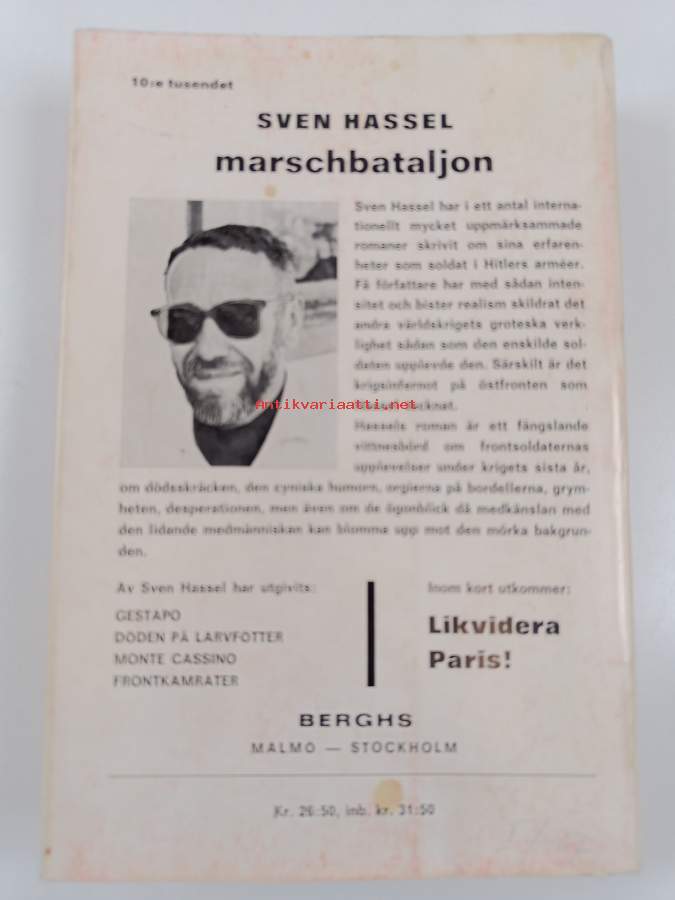 10:e tusendet
SVEN HASSEL
marschbataljon
Sven Hassel har i ett antal interna-
tionellt mycket uppmärksammade
romaner skrivit om sina erfaren-
heter som soldat i Hitlers arméer.
Få författare har med sådan inten-
sitet och bister realism skildrat det
andra världskrigets groteska verk-
lighet sådan som den enskilde sol-
daten upplevde den. Särskilt är det
krigsinfernot på östfronten som
Antikvariaatti.net
Hassels roman är ett fängslande
vittnesbörd om frontsoldaternas
upplevelser under krigets sista år,
om dödsskräcken, den cyniska humorn, orgierna på bordellerna, grym-
heten, desperationen, men även om de ögonblick då medkänslan med
den lidande medmänniskan kan blomma upp mot den mörka bakgrun-
den.
Av Sven Hassel har utgivits:
GESTAPO
DÖDEN PÅ LARVFÖTTER
MONTE CASSINO
FRONTKAMRATER
Inom kort utkommer:
Likvidera
Paris!
BERGHS
MALMÖ — STOCKHOLM
Kr. 26:50, inb. kr. 31:50